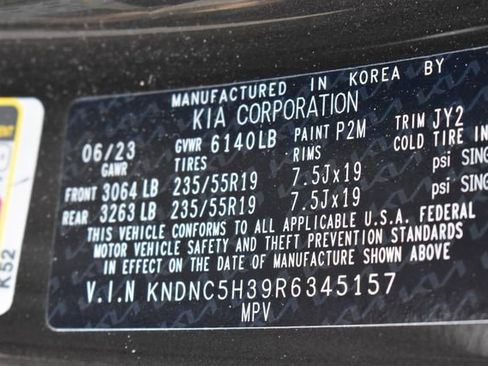 MANUFACTURED IN KOREA BY
KIA CORPORATION
06/23 GVWR 6140LB PAINT P2M TRIM JY2
GAWR TIRES RIMS COLD TIRE IN
FRONT 3064 LB 235/55R19 7.5Jx19 psi SING
REAR 3263 LB 235/55R19 7.5Jx19 psi SING
THIS VEHICLE CONFORMS TO ALL APPLICABLE U.S.A. FEDERAL
MOTOR VEHICLE SAFETY AND THEFT PREVENTION STANDARDS
IN EFFECT ON THE DATE OF MANUFACTURE SHOWN ABOVE
V.I.N KNDNC5H39R6345157
MPV
K52